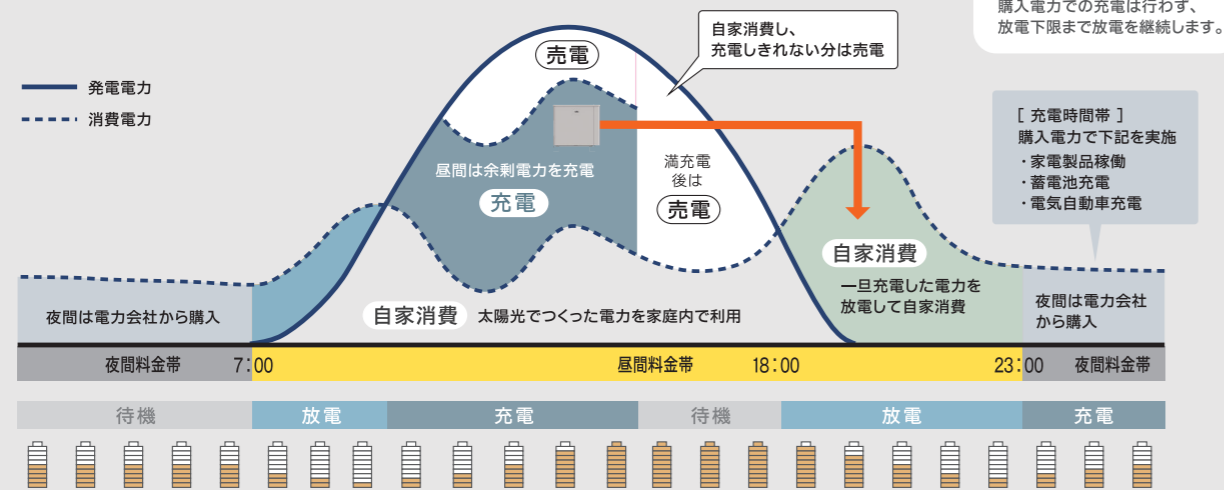 購入電力での充電は行わず、
放電下限まで放電を継続します。
自家消費し、
充電しきれない分は売電
発電電力
消費電力
売電
[ 充電時間帯 ]
購入電力で下記を実施
・家電製品稼働
・蓄電池充電
・電気自動車充電
昼間は余剰電力を充電
充電
満充電
後は
売電
自家消費
一旦充電した電力を
放電して自家消費
夜間は電力会社から購入
自家消費 太陽光でつくった電力を家庭内で利用
夜間は電力会社
から購入
夜間料金帯 7:00 昼間料金帯 18:00 23:00 夜間料金帯
待機 放電 充電 待機 放電 充電